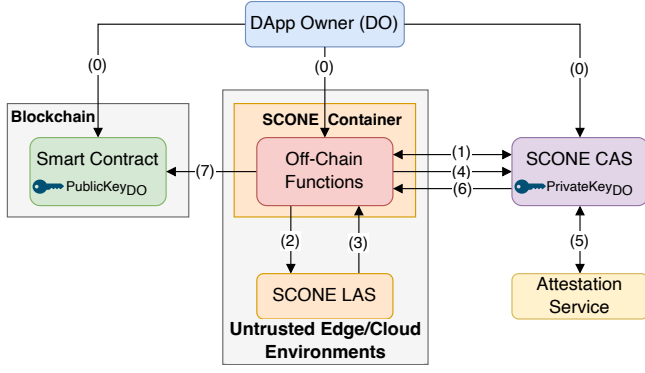 DApp Owner (DO)
(0)
(0)
(0)
Blockchain
SCONE Container
Smart Contract
PublicKeyDO
Off-Chain
Functions
SCONE CAS
PrivateKeyDO
(1)
(4)
(6)
(7)
(2)
(3)
(5)
SCONE LAS
Attestation
Service
Untrusted Edge/Cloud
Environments